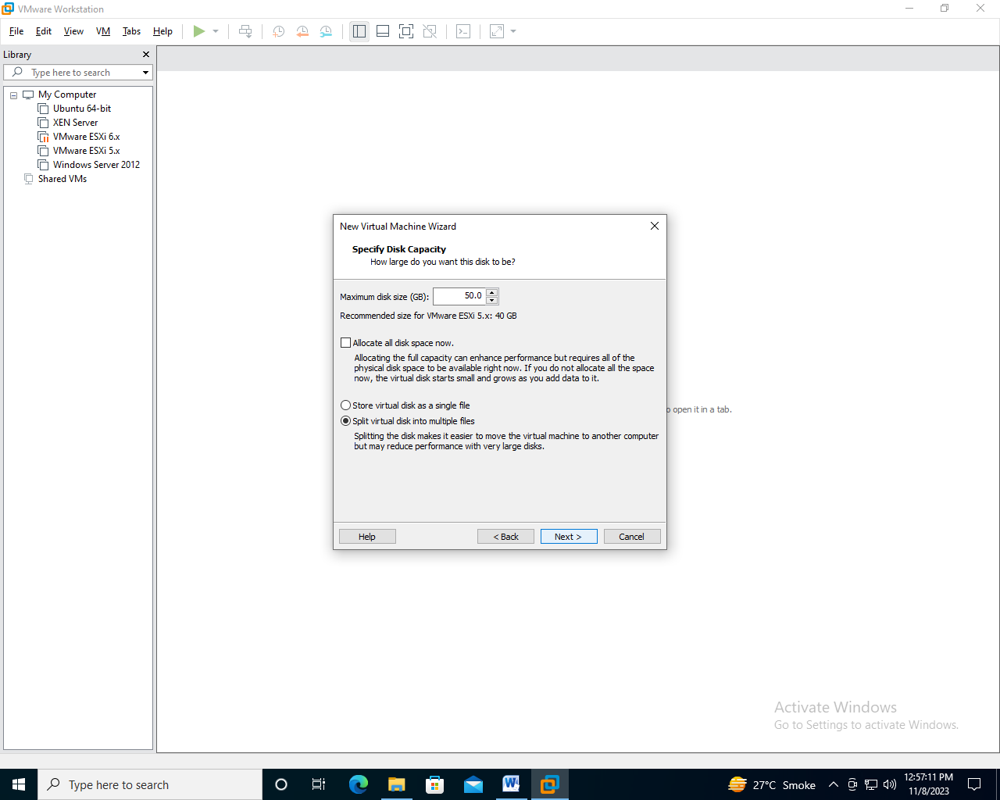 VMware Workstation
File Edit View VM Tabs Help
Library
Type here to search
My Computer
Ubuntu 64-bit
XEN Server
VMware ESXi 6.x
VMware ESXi 5.x
Windows Server 2012
Shared VMs
New Virtual Machine Wizard
Specify Disk Capacity
How large do you want this disk to be?
Maximum disk size (GB): 50.0
Recommended size for VMware ESXi 5.x: 40 GB
Allocate all disk space now.
Allocating the full capacity can enhance performance but requires all of the
physical disk space to be available right now. If you do not allocate all the space
now, the virtual disk starts small and grows as you add data to it.
Store virtual disk as a single file
Split virtual disk into multiple files
Splitting the disk makes it easier to move the virtual machine to another computer
but may reduce performance with very large disks.
Help < Back Next > Cancel
o open it in a tab.
Activate Windows
Go to Settings to activate Windows.
Type here to search
27°C Smoke
12:57:11 PM
11/8/2023